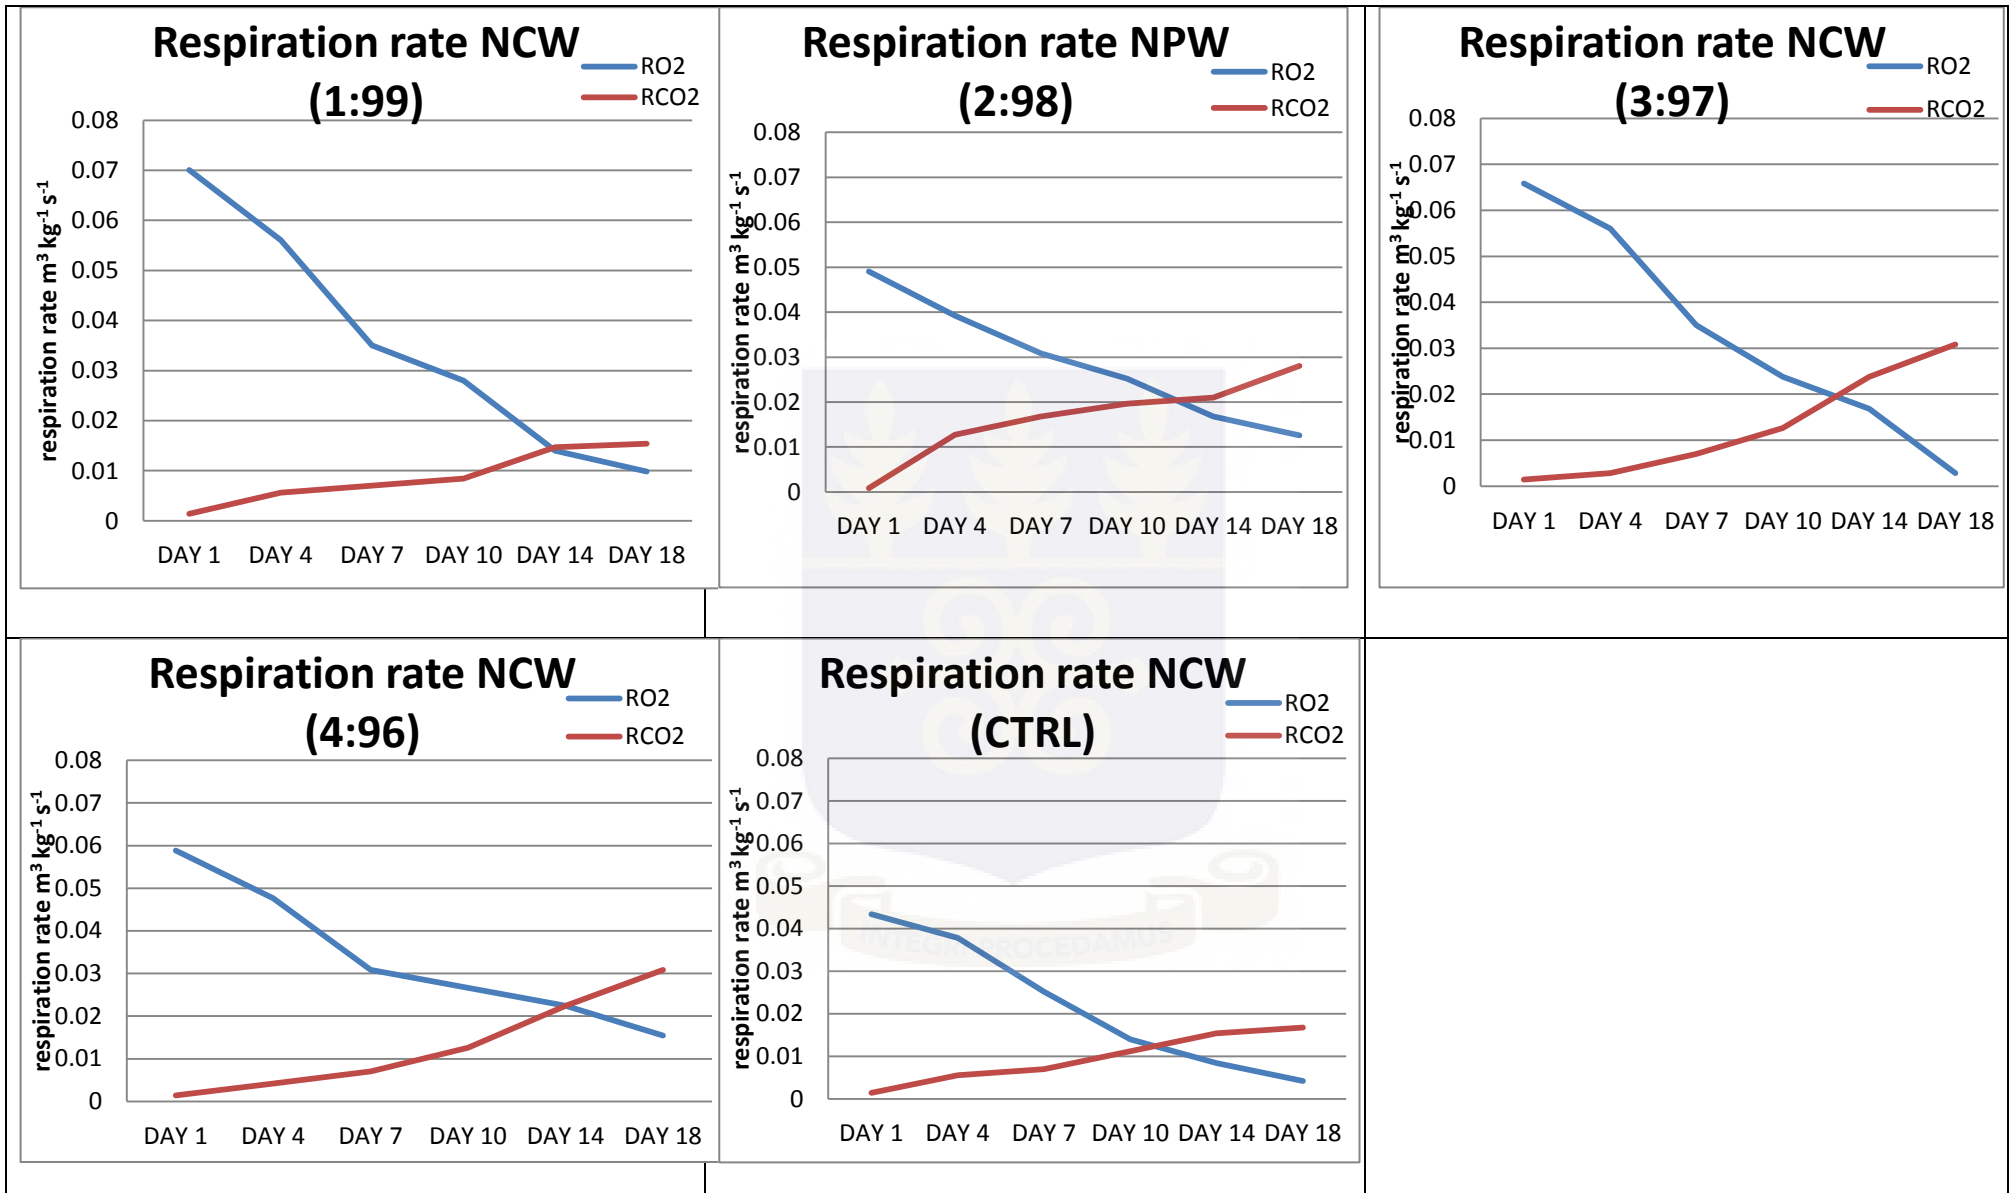 Respiration rate NCW
(1:99)
RO2
RCO2
respiration rate m³ kg⁻¹ s⁻¹
0.08
0.07
0.06
0.05
0.04
0.03
0.02
0.01
0
DAY 1 DAY 4 DAY 7 DAY 10 DAY 14 DAY 18
Respiration rate NPW
(2:98)
RO2
RCO2
respiration rate m³ kg⁻¹ s⁻¹
0.08
0.07
0.06
0.05
0.04
0.03
0.02
0.01
0
DAY 1 DAY 4 DAY 7 DAY 10 DAY 14 DAY 18
Respiration rate NCW
(3:97)
RO2
RCO2
respiration rate m³ kg⁻¹ s⁻¹
0.08
0.07
0.06
0.05
0.04
0.03
0.02
0.01
0
DAY 1 DAY 4 DAY 7 DAY 10 DAY 14 DAY 18
Respiration rate NCW
(4:96)
RO2
RCO2
respiration rate m³ kg⁻¹ s⁻¹
0.08
0.07
0.06
0.05
0.04
0.03
0.02
0.01
0
DAY 1 DAY 4 DAY 7 DAY 10 DAY 14 DAY 18
Respiration rate NCW
(CTRL)
RO2
RCO2
respiration rate m³ kg⁻¹ s⁻¹
0.08
0.07
0.06
0.05
0.04
0.03
0.02
0.01
0
DAY 1 DAY 4 DAY 7 DAY 10 DAY 14 DAY 18
INTEGRI PROCEDAMUS